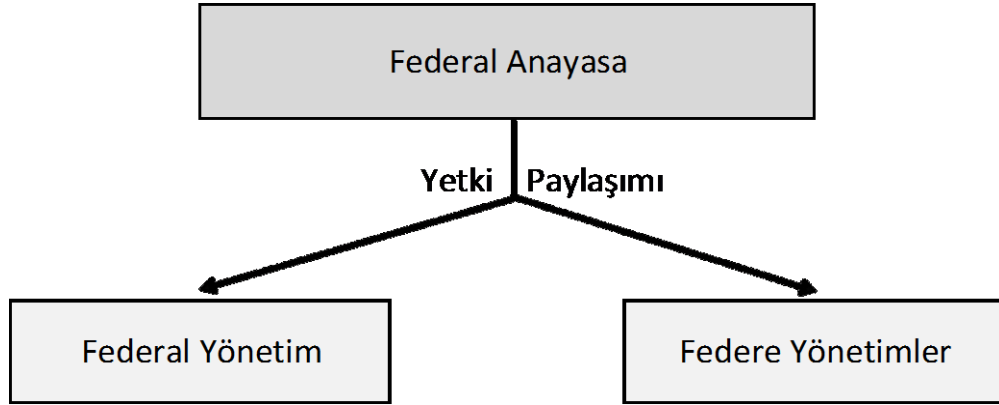 Federal Anayasa
Yetki Paylaşımı
Federal Yönetim
Federe Yönetimler